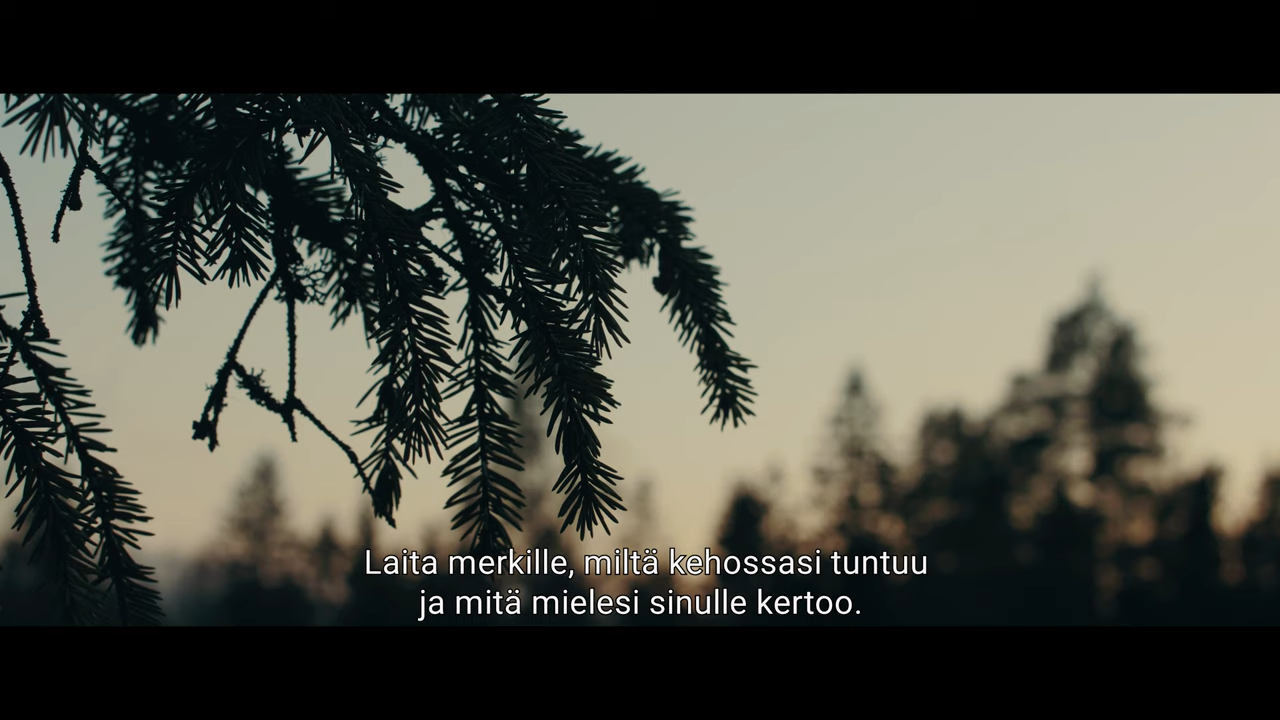 Laita merkille, miltä kehossasi tuntuu
ja mitä mielesi sinulle kertoo.